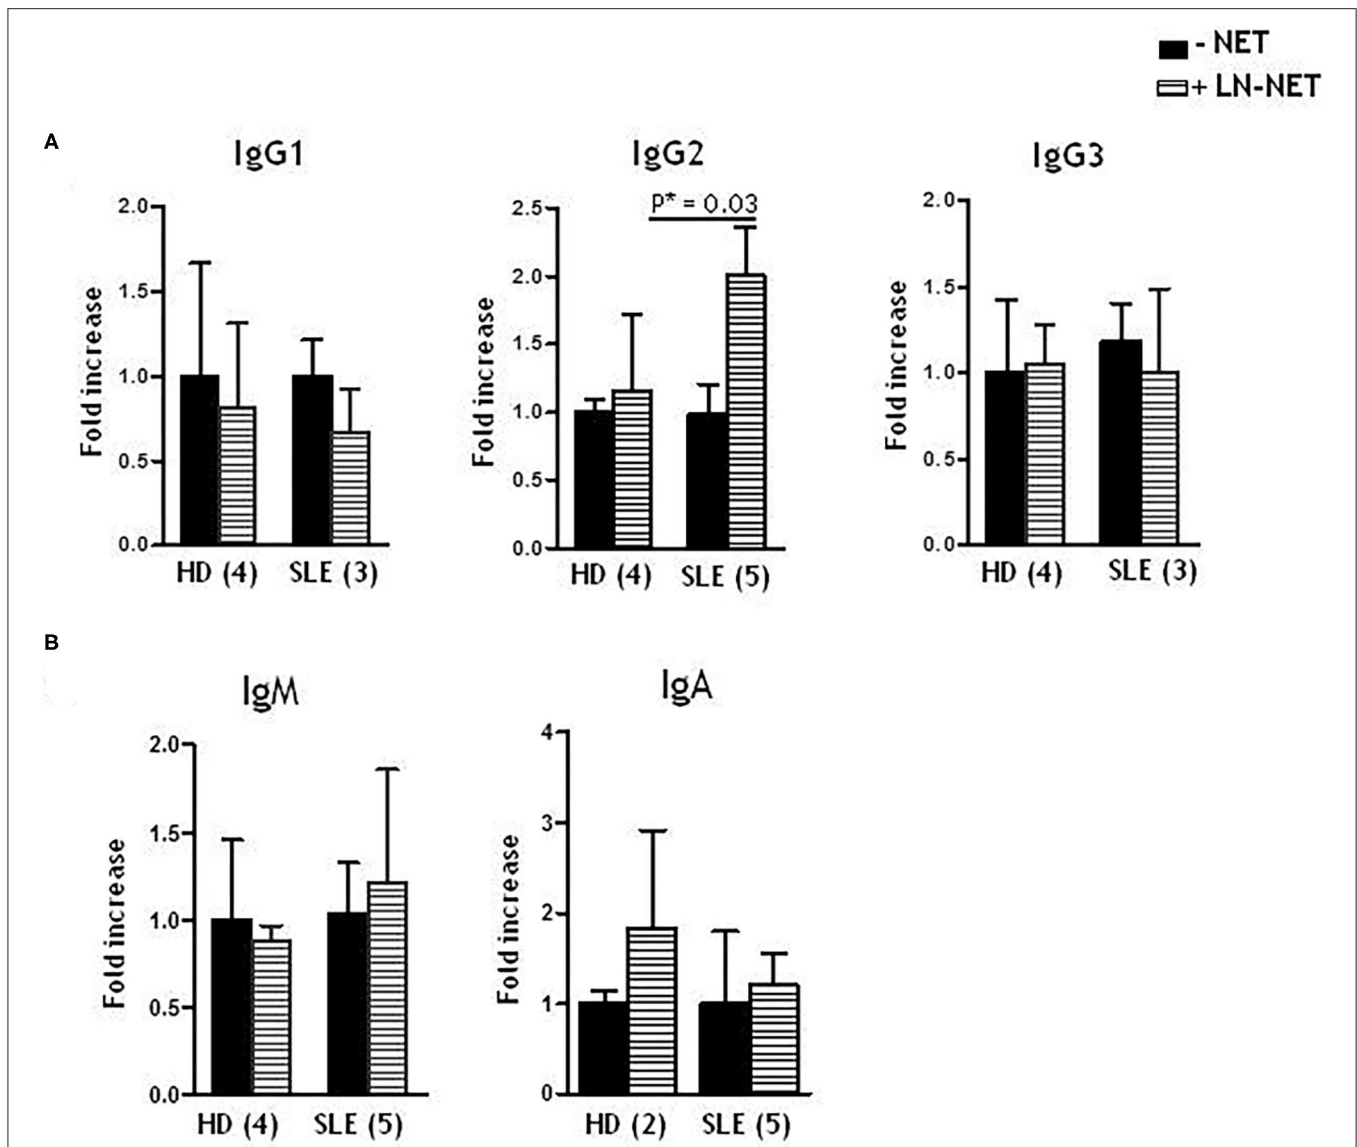 - NET
+ LN-NET
A
IgG1
IgG2
IgG3
2.0
1.5
1.0
0.5
0.0
Fold increase
HD (4)
SLE (3)
P* = 0.03
2.5
2.0
1.5
1.0
0.5
0.0
Fold increase
HD (4)
SLE (5)
2.0
1.5
1.0
0.5
0.0
Fold increase
HD (4)
SLE (3)
B
IgM
IgA
2.0
1.5
1.0
0.5
0.0
Fold increase
HD (4)
SLE (5)
4
3
2
1
0
Fold increase
HD (2)
SLE (5)